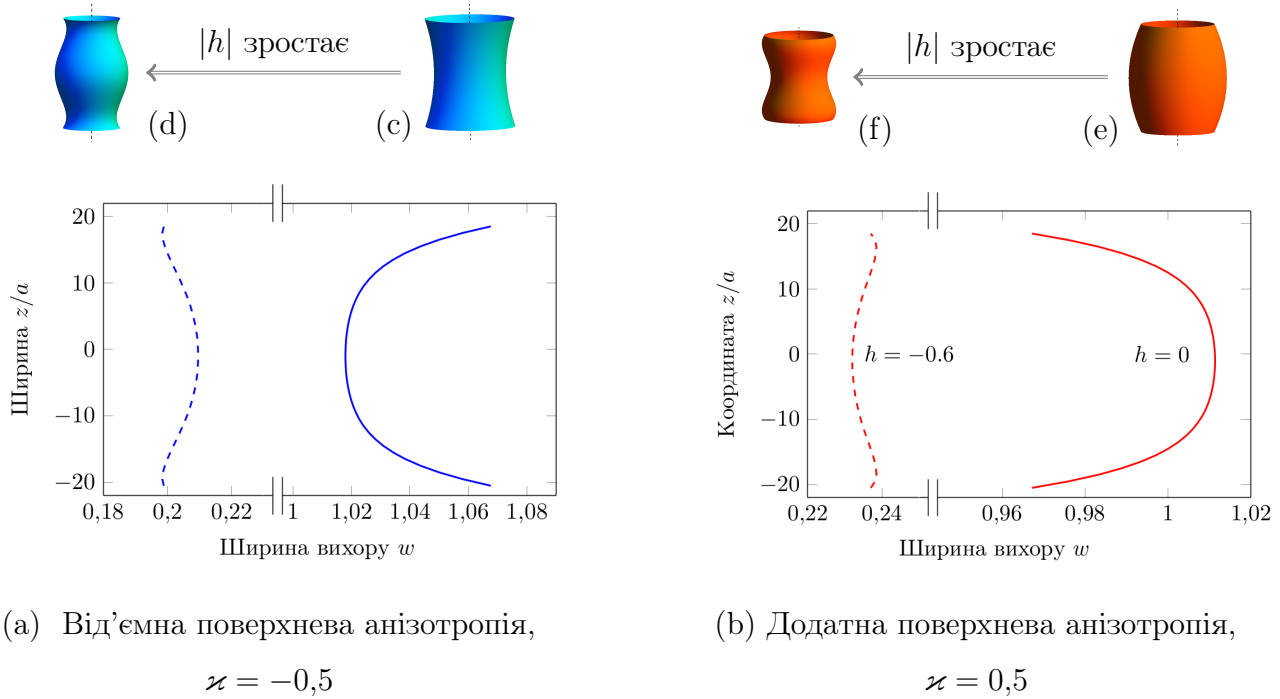 |h| зростає
|h| зростає
(d)
(c)
(f)
(e)
20
10
0
−10
−20
Ширина z/a
0,18
0,2
0,22
1
1,02
1,04
1,06
1,08
Ширина вихору w
20
10
0
−10
−20
Координата z/a
h = −0.6
h = 0
0,22
0,24
0,96
0,98
1
1,02
Ширина вихору w
(a) Від'ємна поверхнева анізотропія,
ϰ = −0,5
(b) Додатна поверхнева анізотропія,
ϰ = 0,5